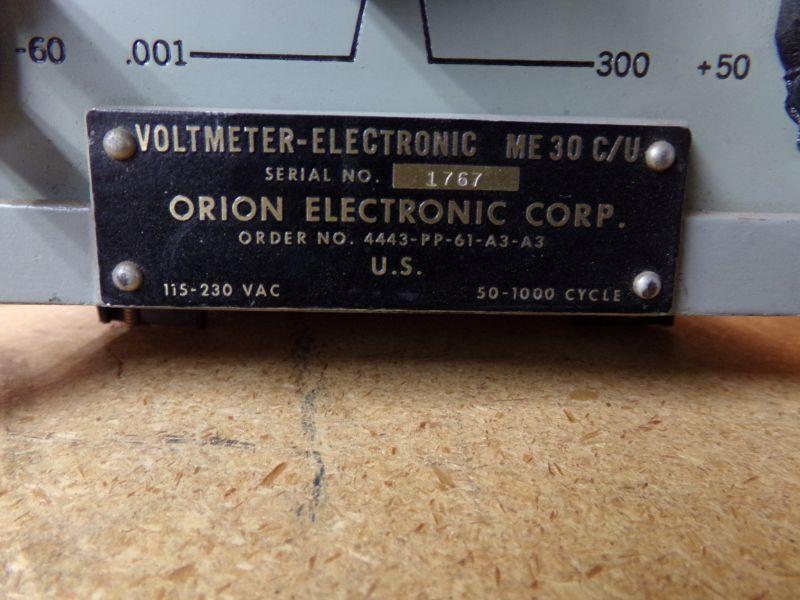 -60 .001 300 +50
VOLTMETER-ELECTRONIC ME 30 C/U
SERIAL NO. 1767
ORION ELECTRONIC CORP.
ORDER NO. 4443-PP-61-A3-A3
U.S.
115-230 VAC 50-1000 CYCLE